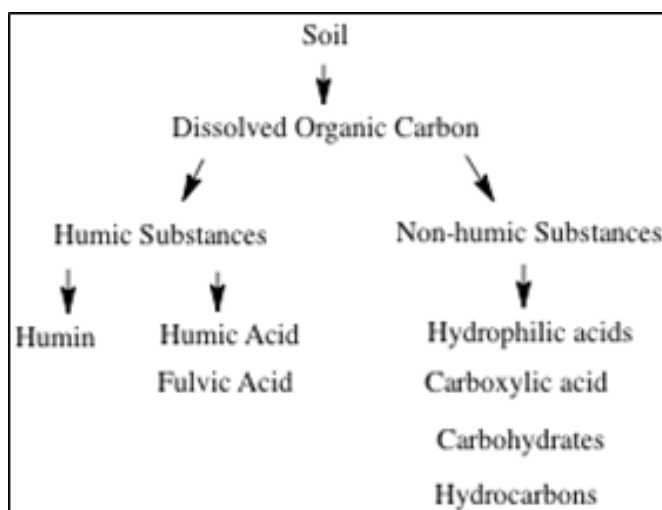 Soil
Dissolved Organic Carbon
Humic Substances
Non-humic Substances
Humin
Humic Acid
Hydrophilic acids
Fulvic Acid
Carboxylic acid
Carbohydrates
Hydrocarbons